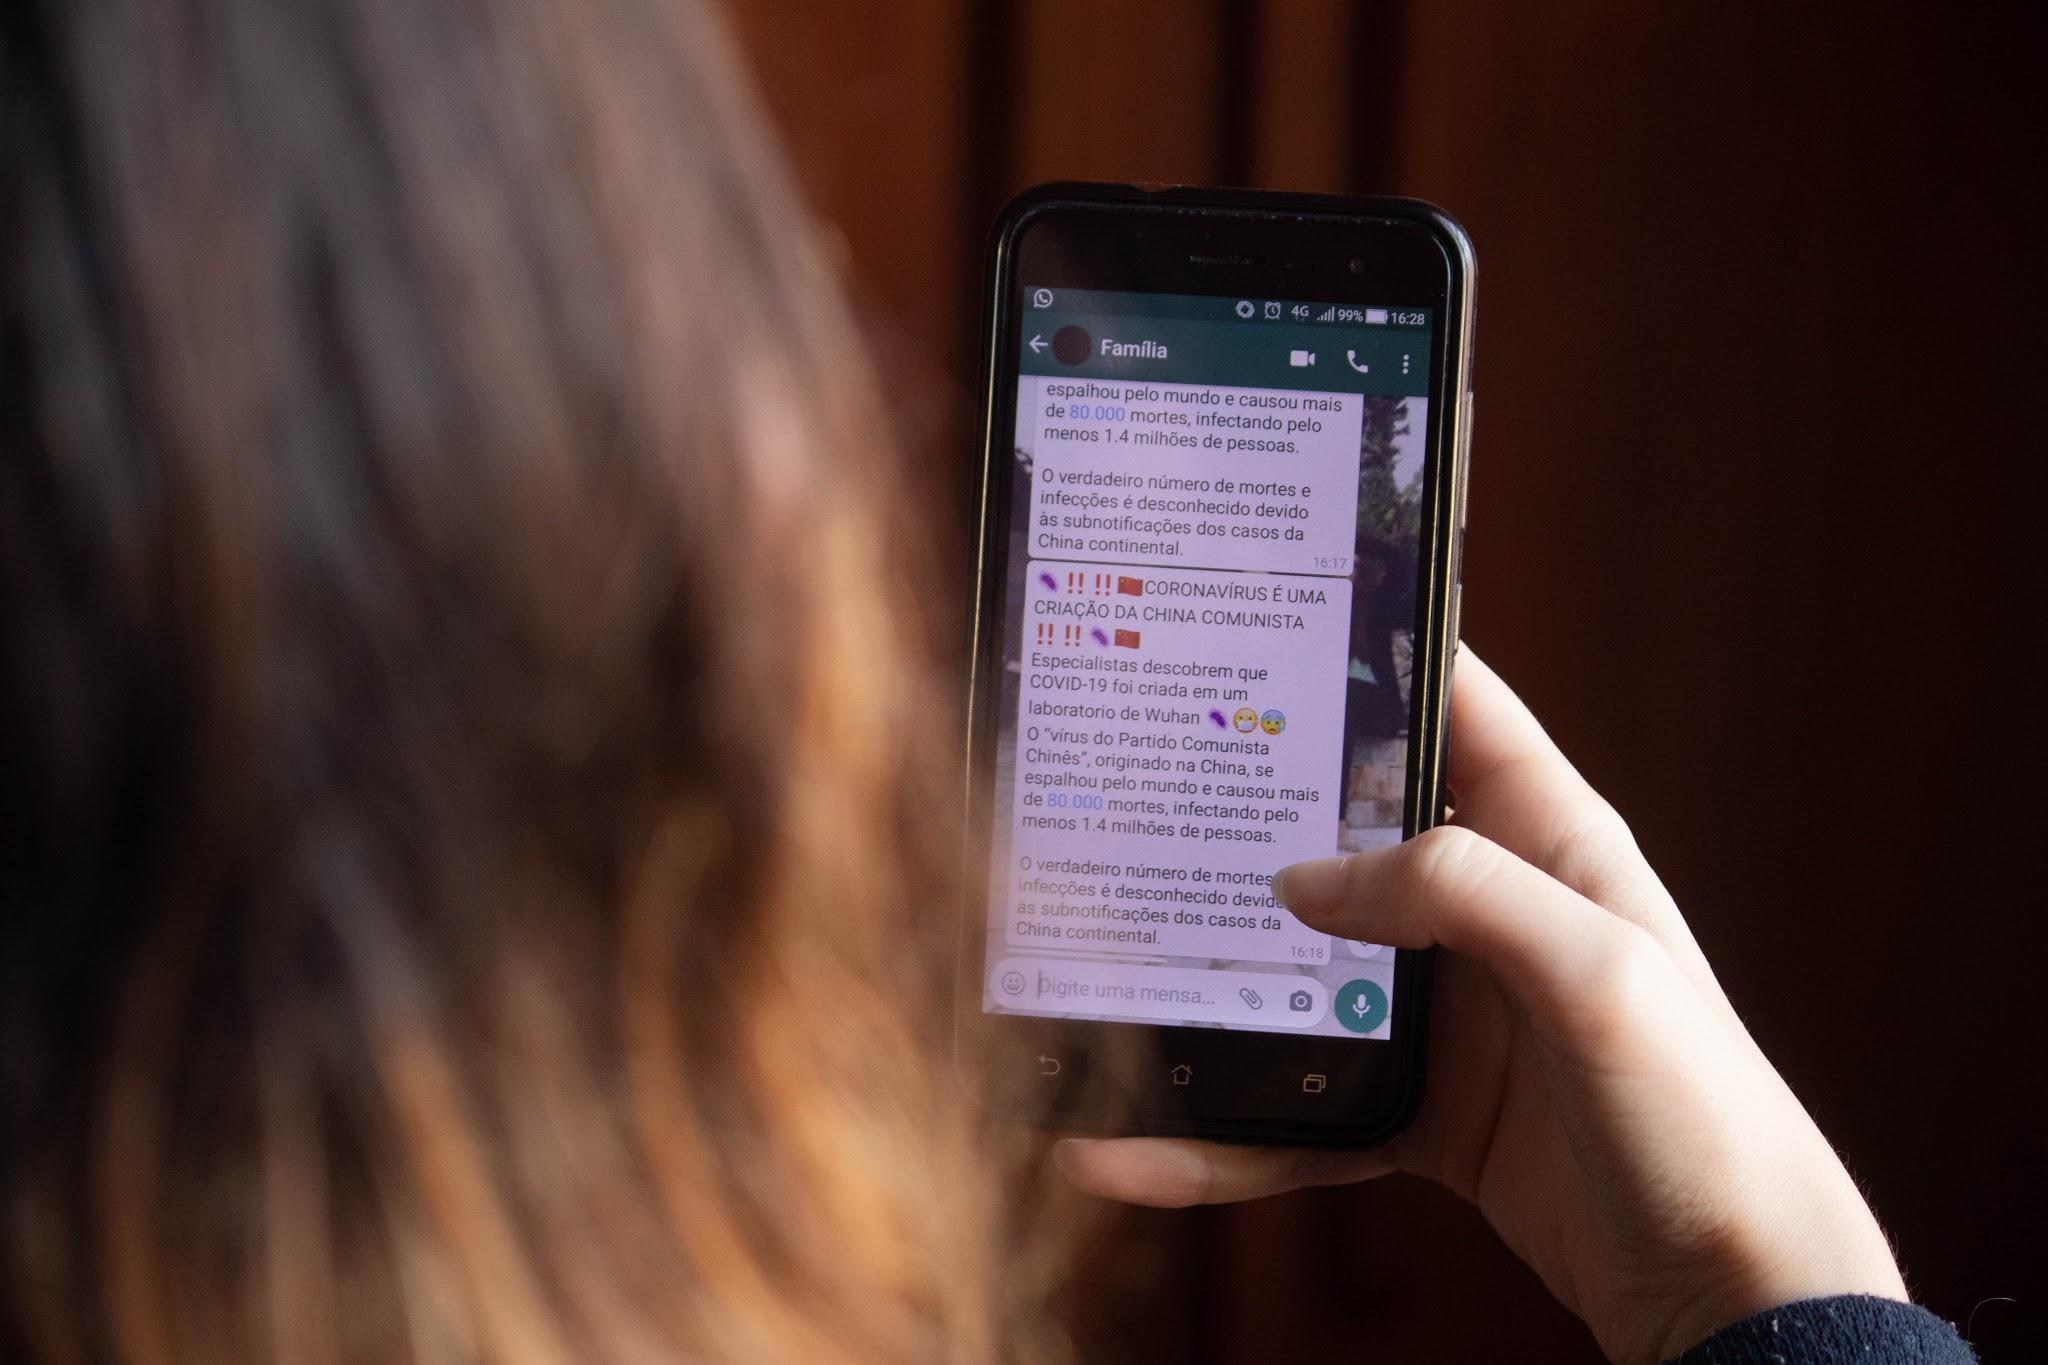 4G 99% 16:28
Família
espalhou pelo mundo e causou mais
de 80.000 mortes, infectando pelo
menos 1.4 milhões de pessoas.
O verdadeiro número de mortes e
infecções é desconhecido devido
às subnotificações dos casos da
China continental.
16:17
‼️‼️🇨🇳CORONAVÍRUS É UMA
CRIAÇÃO DA CHINA COMUNISTA
‼️‼️🇨🇳
Especialistas descobrem que
COVID-19 foi criada em um
laboratorio de Wuhan 😷😰
O “vírus do Partido Comunista
Chinês”, originado na China, se
espalhou pelo mundo e causou mais
de 80.000 mortes, infectando pelo
menos 1.4 milhões de pessoas.
O verdadeiro número de mortes
infecções é desconhecido devido
às subnotificações dos casos da
China continental.
16:18
Digite uma mensa...